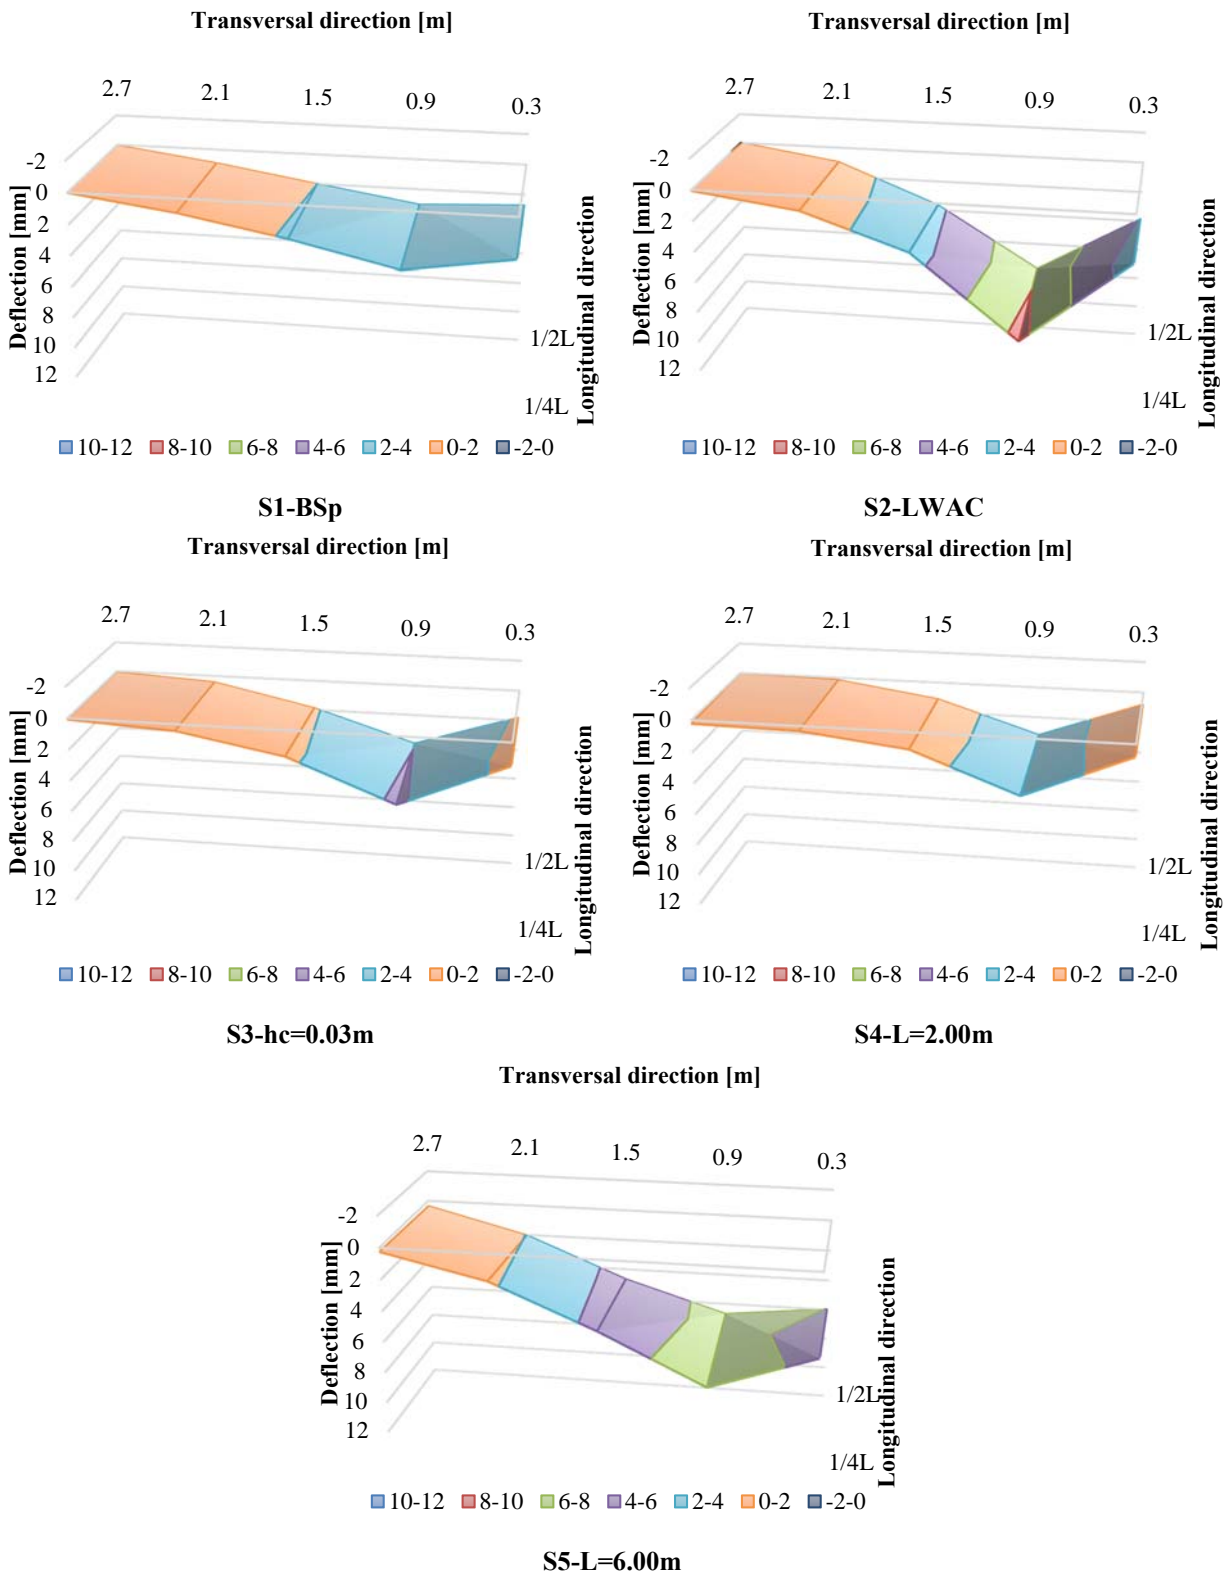 Transversal direction [m]
2.7 2.1 1.5 0.9 0.3
-2
0
2
4
6
8
10
12
Deflection [mm]
1/2L
1/4L
Longitudinal direction
10-12 8-10 6-8 4-6 2-4 0-2 -2-0
S1-BSp
Transversal direction [m]
2.7 2.1 1.5 0.9 0.3
-2
0
2
4
6
8
10
12
Deflection [mm]
1/2L
1/4L
Longitudinal direction
10-12 8-10 6-8 4-6 2-4 0-2 -2-0
S2-LWAC
Transversal direction [m]
2.7 2.1 1.5 0.9 0.3
-2
0
2
4
6
8
10
12
Deflection [mm]
1/2L
1/4L
Longitudinal direction
10-12 8-10 6-8 4-6 2-4 0-2 -2-0
S3-hc=0.03m
Transversal direction [m]
2.7 2.1 1.5 0.9 0.3
-2
0
2
4
6
8
10
12
Deflection [mm]
1/2L
1/4L
Longitudinal direction
10-12 8-10 6-8 4-6 2-4 0-2 -2-0
S4-L=2.00m
Transversal direction [m]
2.7 2.1 1.5 0.9 0.3
-2
0
2
4
6
8
10
12
Deflection [mm]
1/2L
1/4L
Longitudinal direction
10-12 8-10 6-8 4-6 2-4 0-2 -2-0
S5-L=6.00m